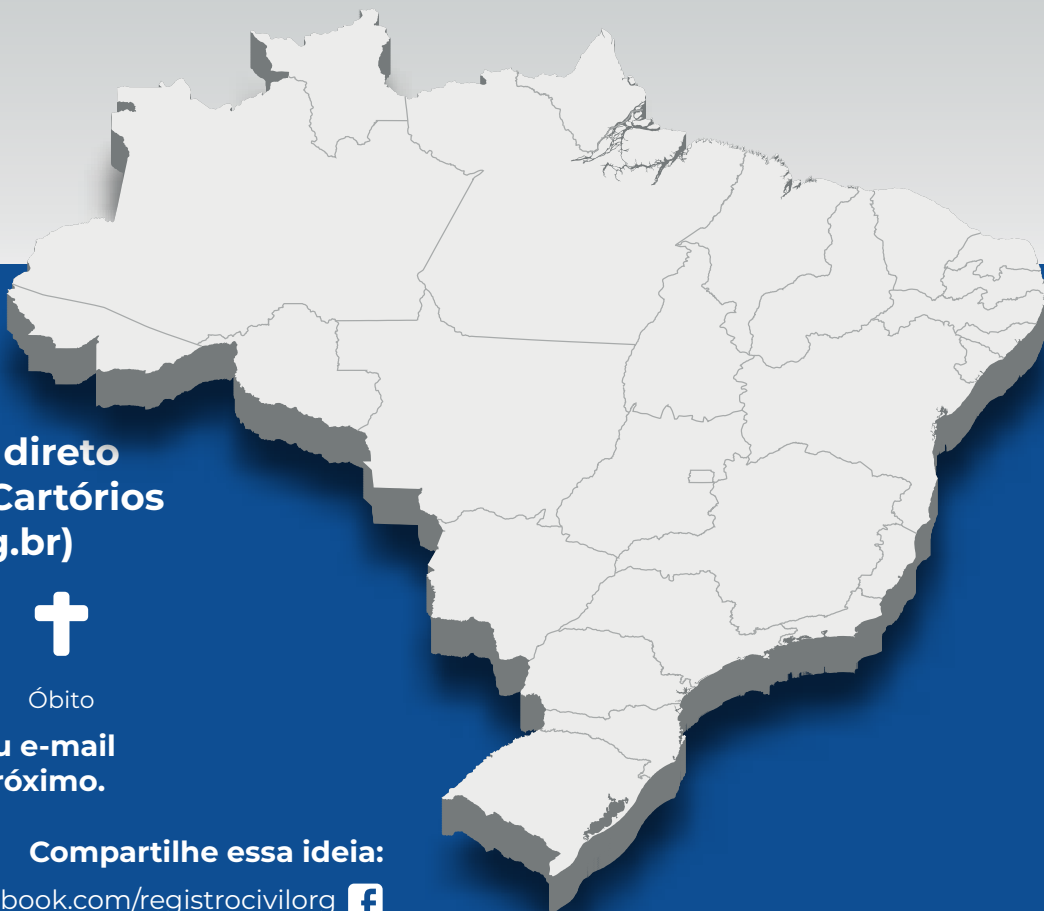 direto
Cartórios
g.br)
Óbito
u e-mail
róximo.
Compartilhe essa ideia:
book.com/registrocivilorg